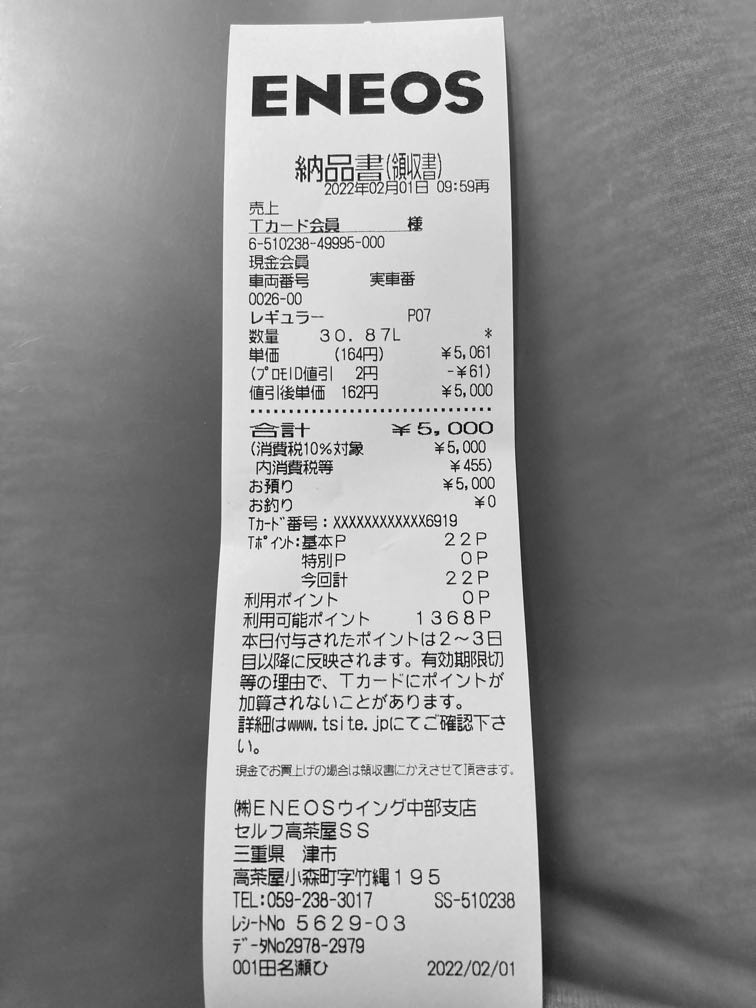 ENEOS
納品書(領収書)
2022年02月01日 09:59再
売上
Tカード会員 様
6-510238-49995-000
現金会員
車両番号 実車番
0026-00
レギュラー P07
数量 30.87L *
単価 (164円) ¥5,061
(プロモID値引 2円 -¥61)
値引後単価 162円 ¥5,000
合計 ¥5,000
(消費税10%対象 ¥5,000
内消費税等 ¥455)
お預り ¥5,000
お釣り ¥0
Tカード番号:XXXXXXXXXXXX6919
Tポイント:基本P 22P
特別P 0P
今回計 22P
利用ポイント 0P
利用可能ポイント 1368P
本日付与されたポイントは2~3日
目以降に反映されます。有効期限切
等の理由で、Tカードにポイントが
加算されないことがあります。
詳細はwww.tsite.jpにてご確認下さ
い。
現金でお買上げの場合は領収書にかえさせて頂きます。
㈱ENEOSウイング中部支店
セルフ高茶屋SS
三重県 津市
高茶屋小森町字竹縄195
TEL:059-238-3017 SS-510238
レシートNo 5629-03
データNo2978-2979
001田名瀬ひ 2022/02/01